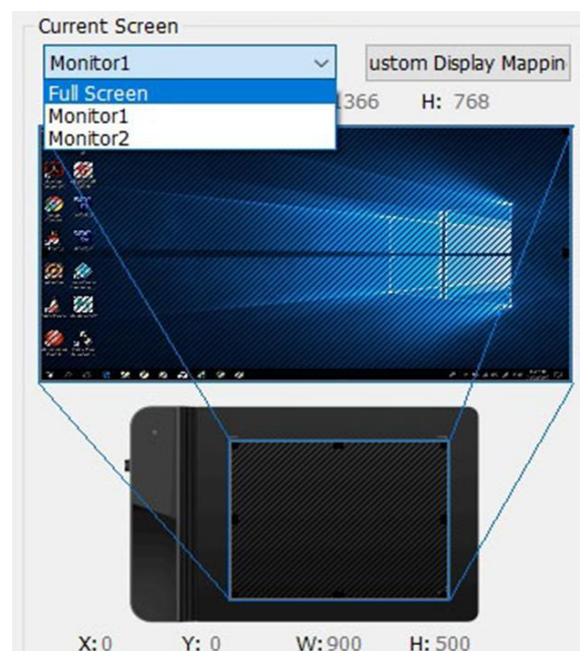 Current Screen
Monitor1 ustom Display Mappin
Full Screen
1366 H: 768
Monitor1
Monitor2
X: 0 Y: 0 W: 900 H: 500